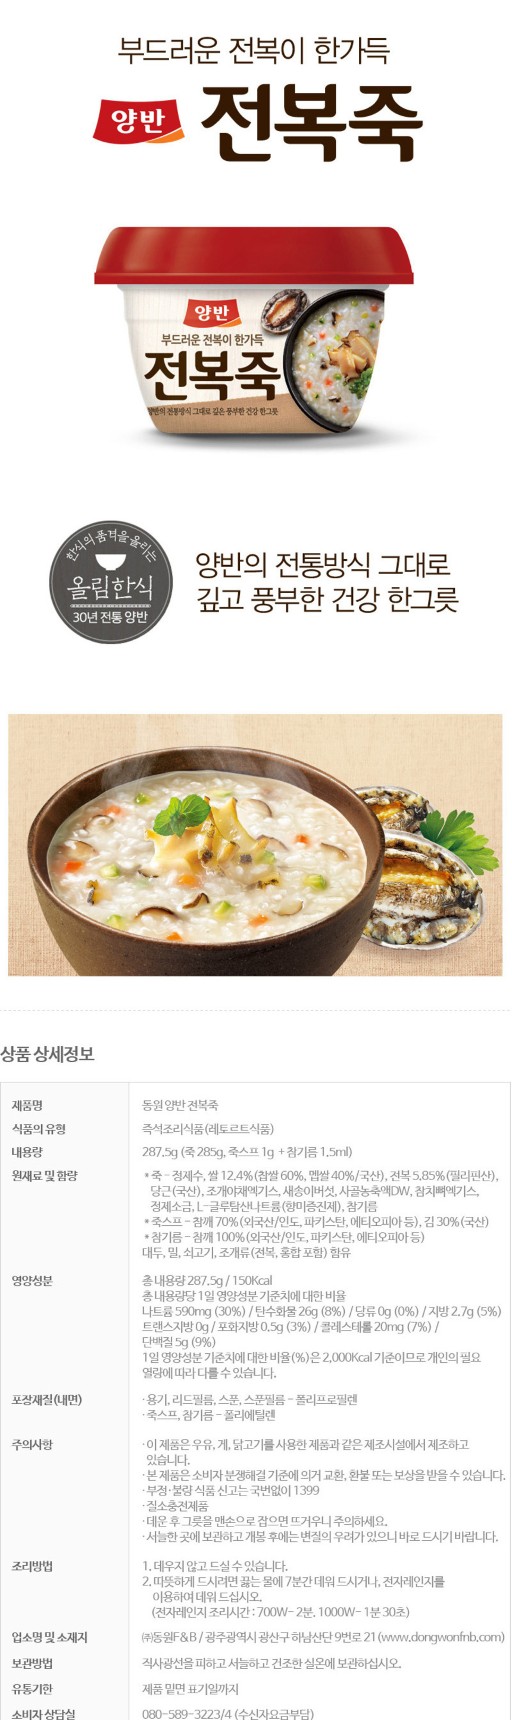 부드러운 전복이 한가득
양반 전복죽
양반
부드러운 전복이 한가득
전복죽
양반의 전통방식 그대로 깊은 풍부한 건강 한그릇
한식의 품격을 올리는
올림한식
30년 전통 양반
양반의 전통방식 그대로
깊고 풍부한 건강 한그릇
상품 상세정보
제품명 동원 양반 전복죽
식품의 유형 즉석조리식품(레토르트식품)
내용량 287.5g (죽 285g, 죽스프 1g + 참기름 1.5ml)
원재료 및 함량 * 죽 - 정제수, 쌀 12.4%(찹쌀 60%, 멥쌀 40%/국산), 전복 5.85%(필리핀산),
당근(국산), 조개야채엑기스, 새송이버섯, 사골농축액DW, 참치뼈엑기스,
정제소금, L-글루탐산나트륨(향미증진제), 참기름
* 죽스프 - 참깨 70%(외국산/인도, 파키스탄, 에티오피아 등), 김 30%(국산)
* 참기름 - 참깨 100%(외국산/인도, 파키스탄, 에티오피아 등)
대두, 밀, 쇠고기, 조개류(전복, 홍합 포함) 함유
영양성분 총 내용량 287.5g / 150Kcal
총 내용량당 1일 영양성분 기준치에 대한 비율
나트륨 590mg (30%) / 탄수화물 26g (8%) / 당류 0g (0%) / 지방 2.7g (5%)
트랜스지방 0g / 포화지방 0.5g (3%) / 콜레스테롤 20mg (7%) /
단백질 5g (9%)
1일 영양성분 기준치에 대한 비율(%)은 2,000Kcal 기준이므로 개인의 필요
열량에 따라 다를 수 있습니다.
포장재질(내면) · 용기, 리드필름, 스푼, 스푼필름 - 폴리프로필렌
· 죽스프, 참기름 - 폴리에틸렌
주의사항 · 이 제품은 우유, 게, 닭고기를 사용한 제품과 같은 제조시설에서 제조하고
있습니다.
· 본 제품은 소비자 분쟁해결 기준에 의거 교환, 환불 또는 보상을 받을 수 있습니다.
· 부정·불량 식품 신고는 국번없이 1399
· 질소충전제품
· 데운 후 그릇을 맨손으로 잡으면 뜨거우니 주의하세요.
· 서늘한 곳에 보관하고 개봉 후에는 변질의 우려가 있으니 바로 드시기 바랍니다.
조리방법 1. 데우지 않고 드실 수 있습니다.
2. 따뜻하게 드시려면 끓는 물에 7분간 데워 드시거나, 전자레인지를
이용하여 데워 드십시오.
(전자레인지 조리시간 : 700W- 2분. 1000W- 1분 30초)
업소명 및 소재지 ㈜동원F&B / 광주광역시 광산구 하남산단 9번로 21 (www.dongwonfnb.com)
보관방법 직사광선을 피하고 서늘하고 건조한 실온에 보관하십시오.
유통기한 제품 밑면 표기일까지
소비자 상담실 080-589-3223/4 (수신자요금부담)